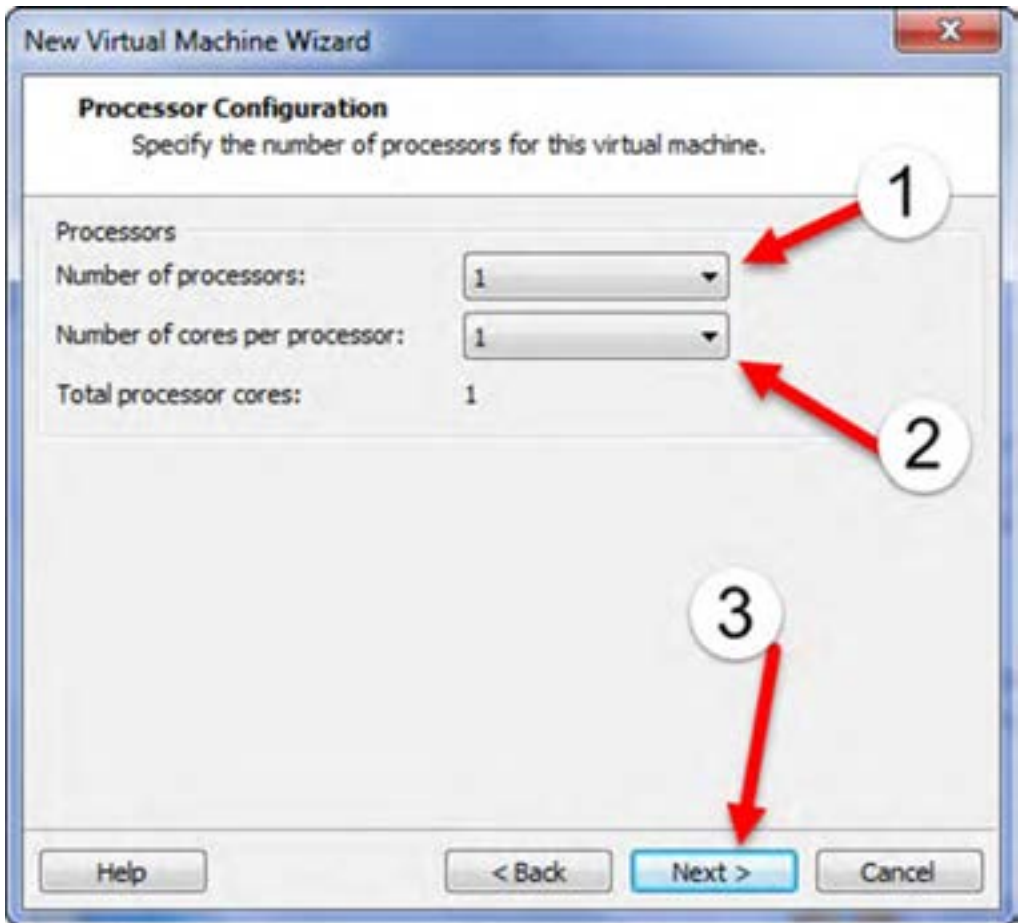 New Virtual Machine Wizard
x
Processor Configuration
Specify the number of processors for this virtual machine.
1
Processors
Number of processors: 1
Number of cores per processor: 1
Total processor cores: 1
2
3
Help < Back Next > Cancel